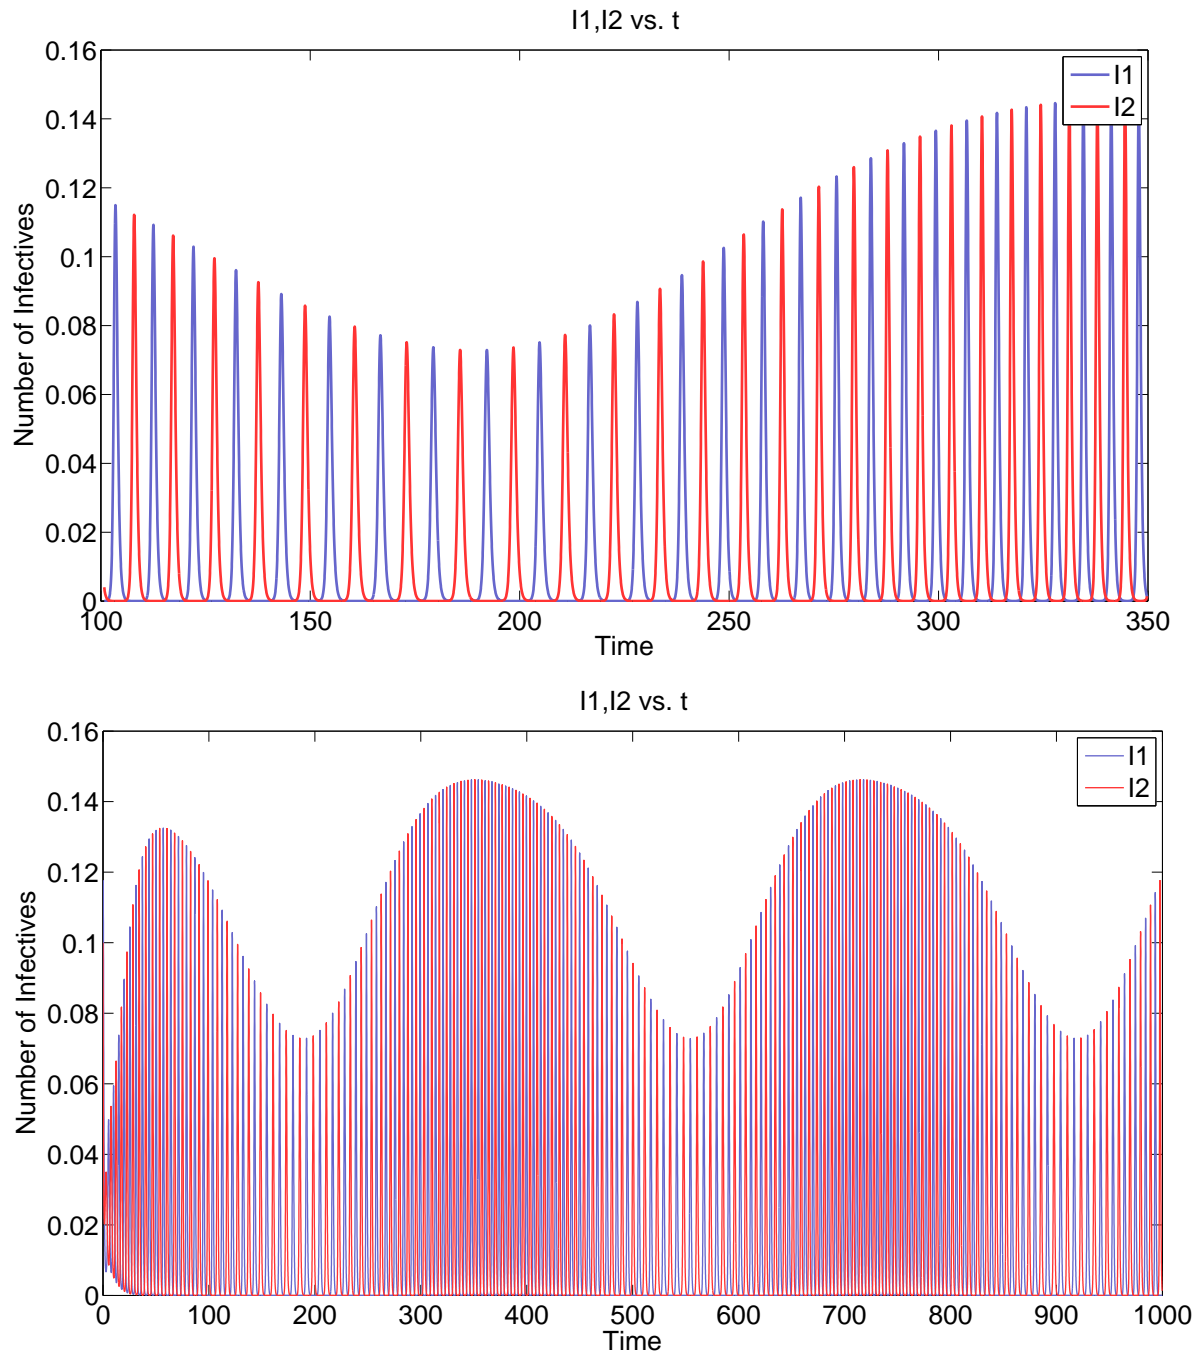 I1,I2 vs. t
0.16
0.14
0.12
0.1
0.08
0.06
0.04
0.02
0
Number of Infectives
I1
I2
100 150 200 250 300 350
Time
I1,I2 vs. t
0.16
0.14
0.12
0.1
0.08
0.06
0.04
0.02
0
Number of Infectives
I1
I2
0 100 200 300 400 500 600 700 800 900 1000
Time